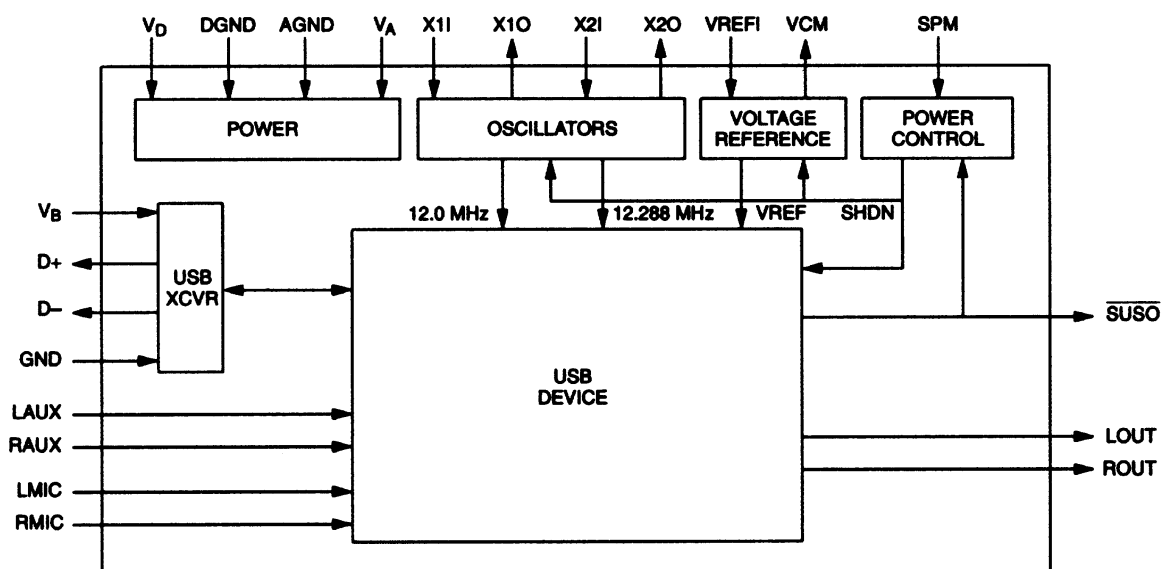 VD DGND AGND VA X1I X1O X2I X2O VREFI VCM SPM
POWER
OSCILLATORS
VOLTAGE
REFERENCE
POWER
CONTROL
12.0 MHz 12.288 MHz VREF SHDN
VB
D+
D–
GND
USB
XCVR
LAUX
RAUX
LMIC
RMIC
USB
DEVICE
SUSO
LOUT
ROUT